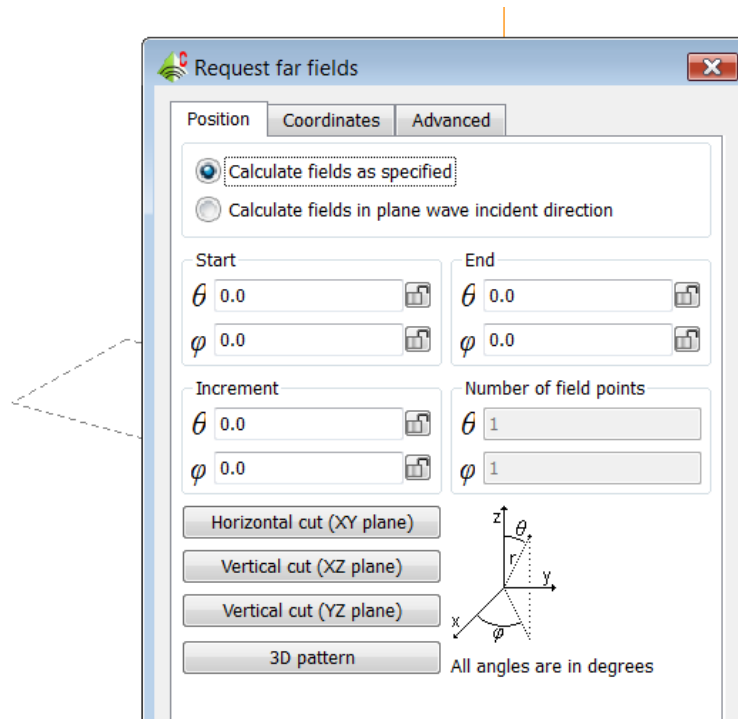 Request far fields
Position Coordinates Advanced
Calculate fields as specified
Calculate fields in plane wave incident direction
Start
θ 0.0
φ 0.0
End
θ 0.0
φ 0.0
Increment
θ 0.0
φ 0.0
Number of field points
θ 1
φ 1
Horizontal cut (XY plane)
Vertical cut (XZ plane)
Vertical cut (YZ plane)
3D pattern
z
θ
r
y
x
φ
All angles are in degrees